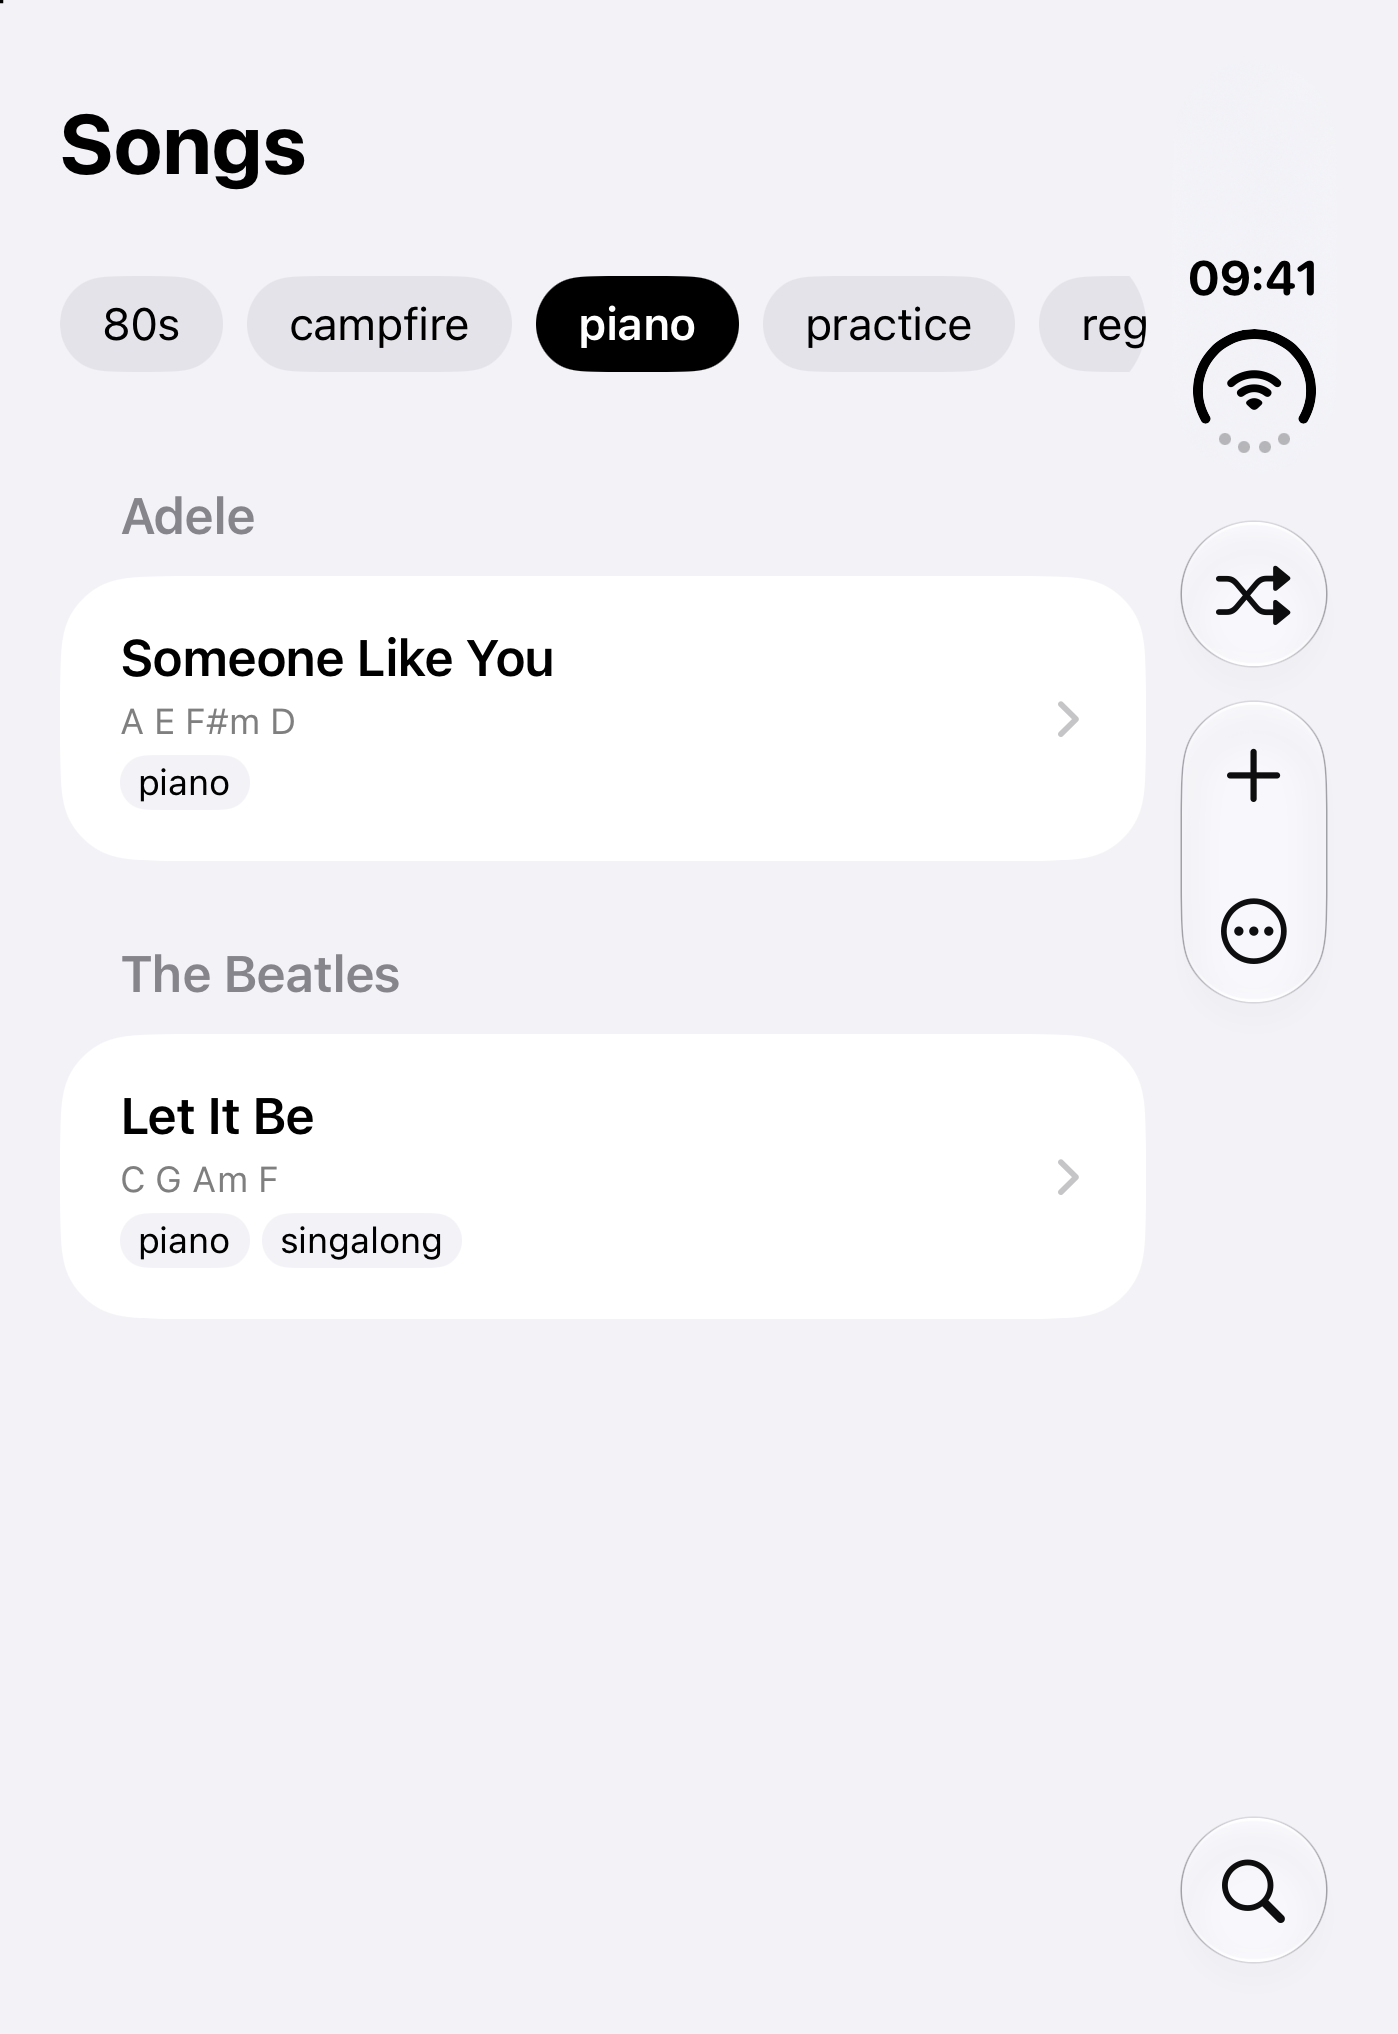 Songs
80s campfire piano practice reg
09:41
Adele
Someone Like You
A E F#m D
piano
The Beatles
Let It Be
C G Am F
piano singalong